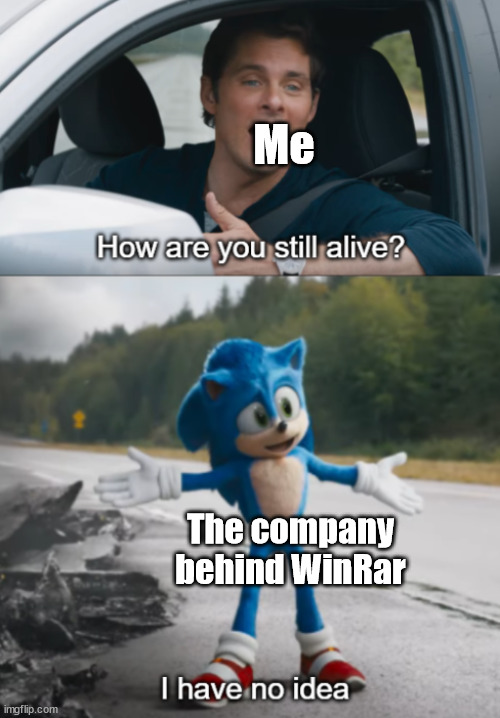 Me
How are you still alive?
The company
behind WinRar
I have no idea
imgflip.com